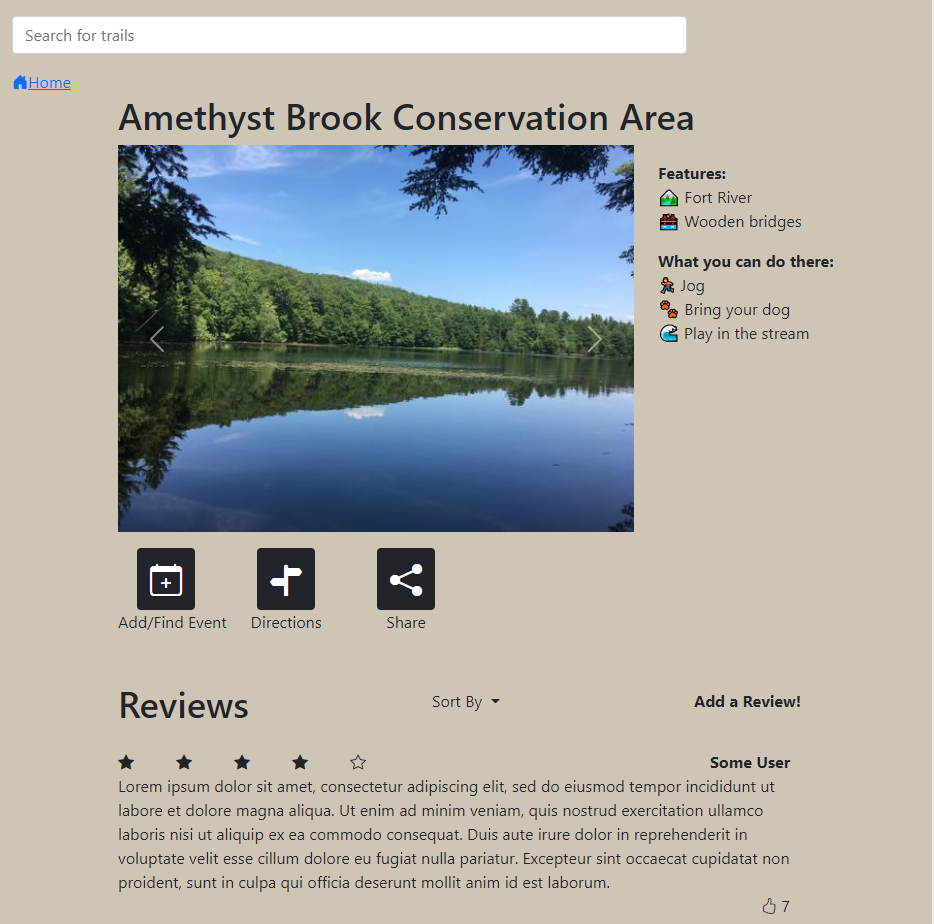 Search for trails
Home
Amethyst Brook Conservation Area
Features:
Fort River
Wooden bridges
What you can do there:
Jog
Bring your dog
Play in the stream
Add/Find Event
Directions
Share
Reviews
Sort By
Add a Review!
Some User
Lorem ipsum dolor sit amet, consectetur adipiscing elit, sed do eiusmod tempor incididunt ut
labore et dolore magna aliqua. Ut enim ad minim veniam, quis nostrud exercitation ullamco
laboris nisi ut aliquip ex ea commodo consequat. Duis aute irure dolor in reprehenderit in
voluptate velit esse cillum dolore eu fugiat nulla pariatur. Excepteur sint occaecat cupidatat non
proident, sunt in culpa qui officia deserunt mollit anim id est laborum.
7